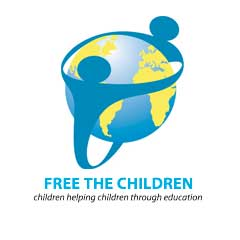 FREE THE CHILDREN
children helping children through education